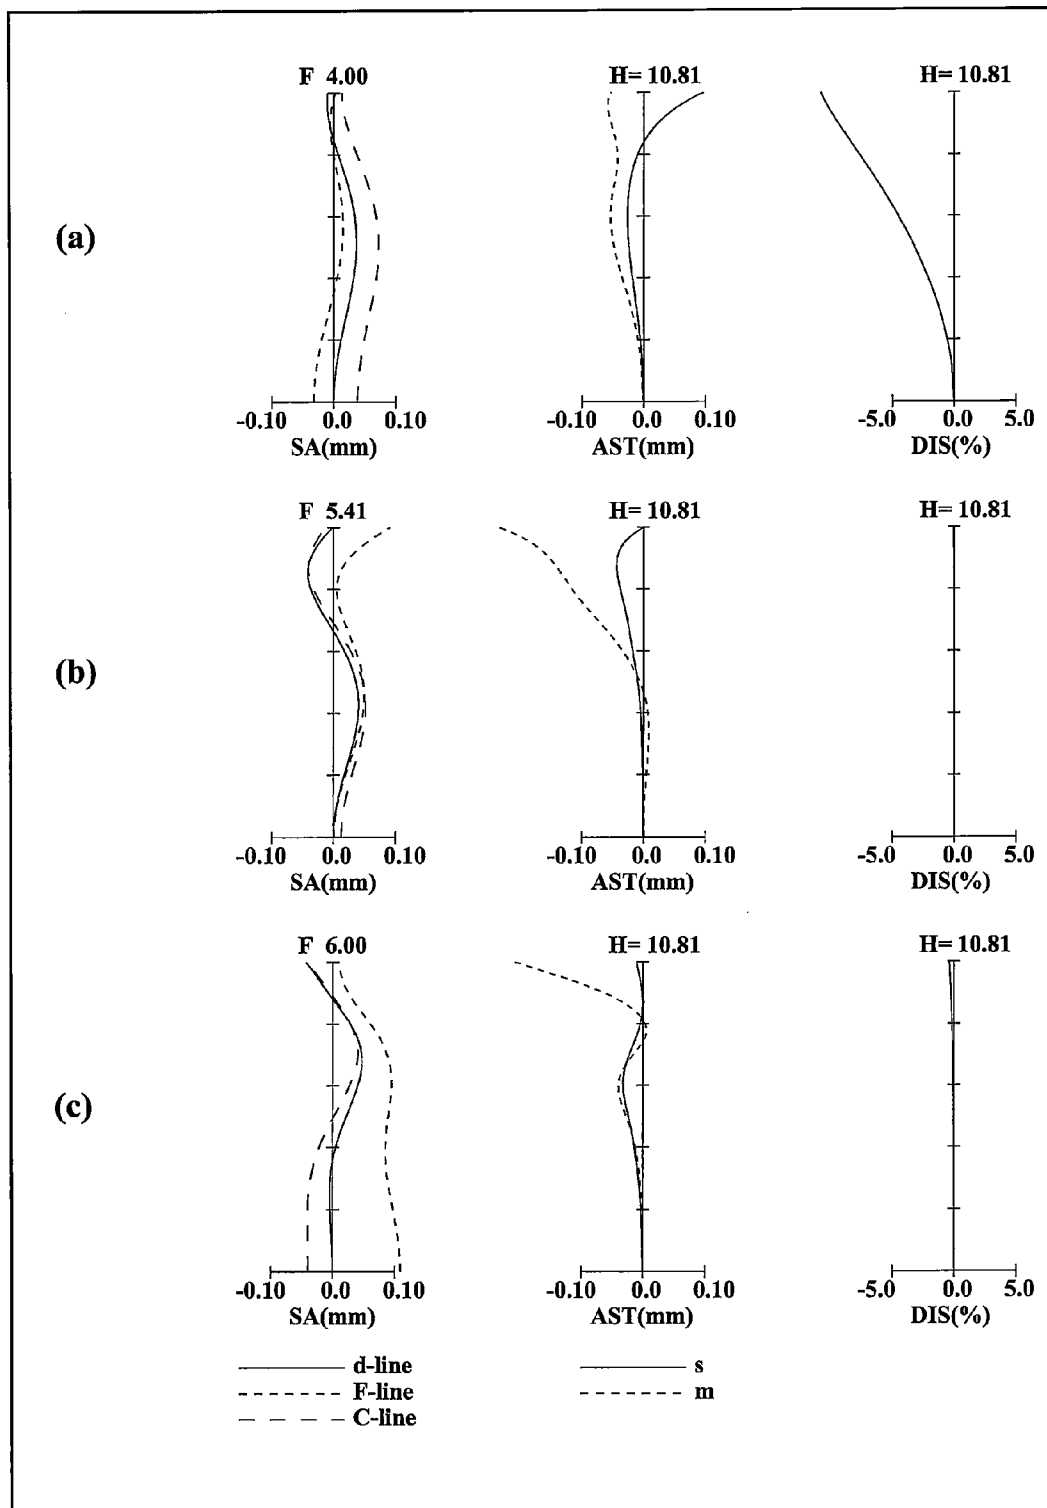 F 4.00 H= 10.81 H= 10.81
(a)
-0.10 0.0 0.10 -0.10 0.0 0.10 -5.0 0.0 5.0
SA(mm) AST(mm) DIS(%)
F 5.41 H= 10.81 H= 10.81
(b)
-0.10 0.0 0.10 -0.10 0.0 0.10 -5.0 0.0 5.0
SA(mm) AST(mm) DIS(%)
F 6.00 H= 10.81 H= 10.81
(c)
-0.10 0.0 0.10 -0.10 0.0 0.10 -5.0 0.0 5.0
SA(mm) AST(mm) DIS(%)
d-line s
F-line m
C-line